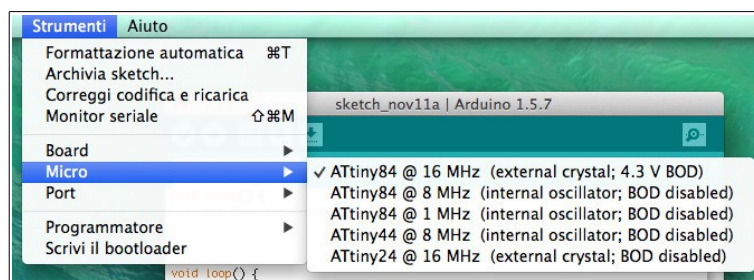 Strumenti Aiuto
Formattazione automatica ⌘T
Archivia sketch...
Correggi codifica e ricarica
Monitor seriale ⇧⌘M
sketch_nov11a | Arduino 1.5.7
Board ▶
Micro ▶
Port ▶
Programmatore ▶
Scrivi il bootloader
✓ ATtiny84 @ 16 MHz (external crystal; 4.3 V BOD)
ATtiny84 @ 8 MHz (internal oscillator; BOD disabled)
ATtiny84 @ 1 MHz (internal oscillator; BOD disabled)
ATtiny44 @ 8 MHz (internal oscillator; BOD disabled)
ATtiny24 @ 16 MHz (external crystal; BOD disabled)
void loop() {